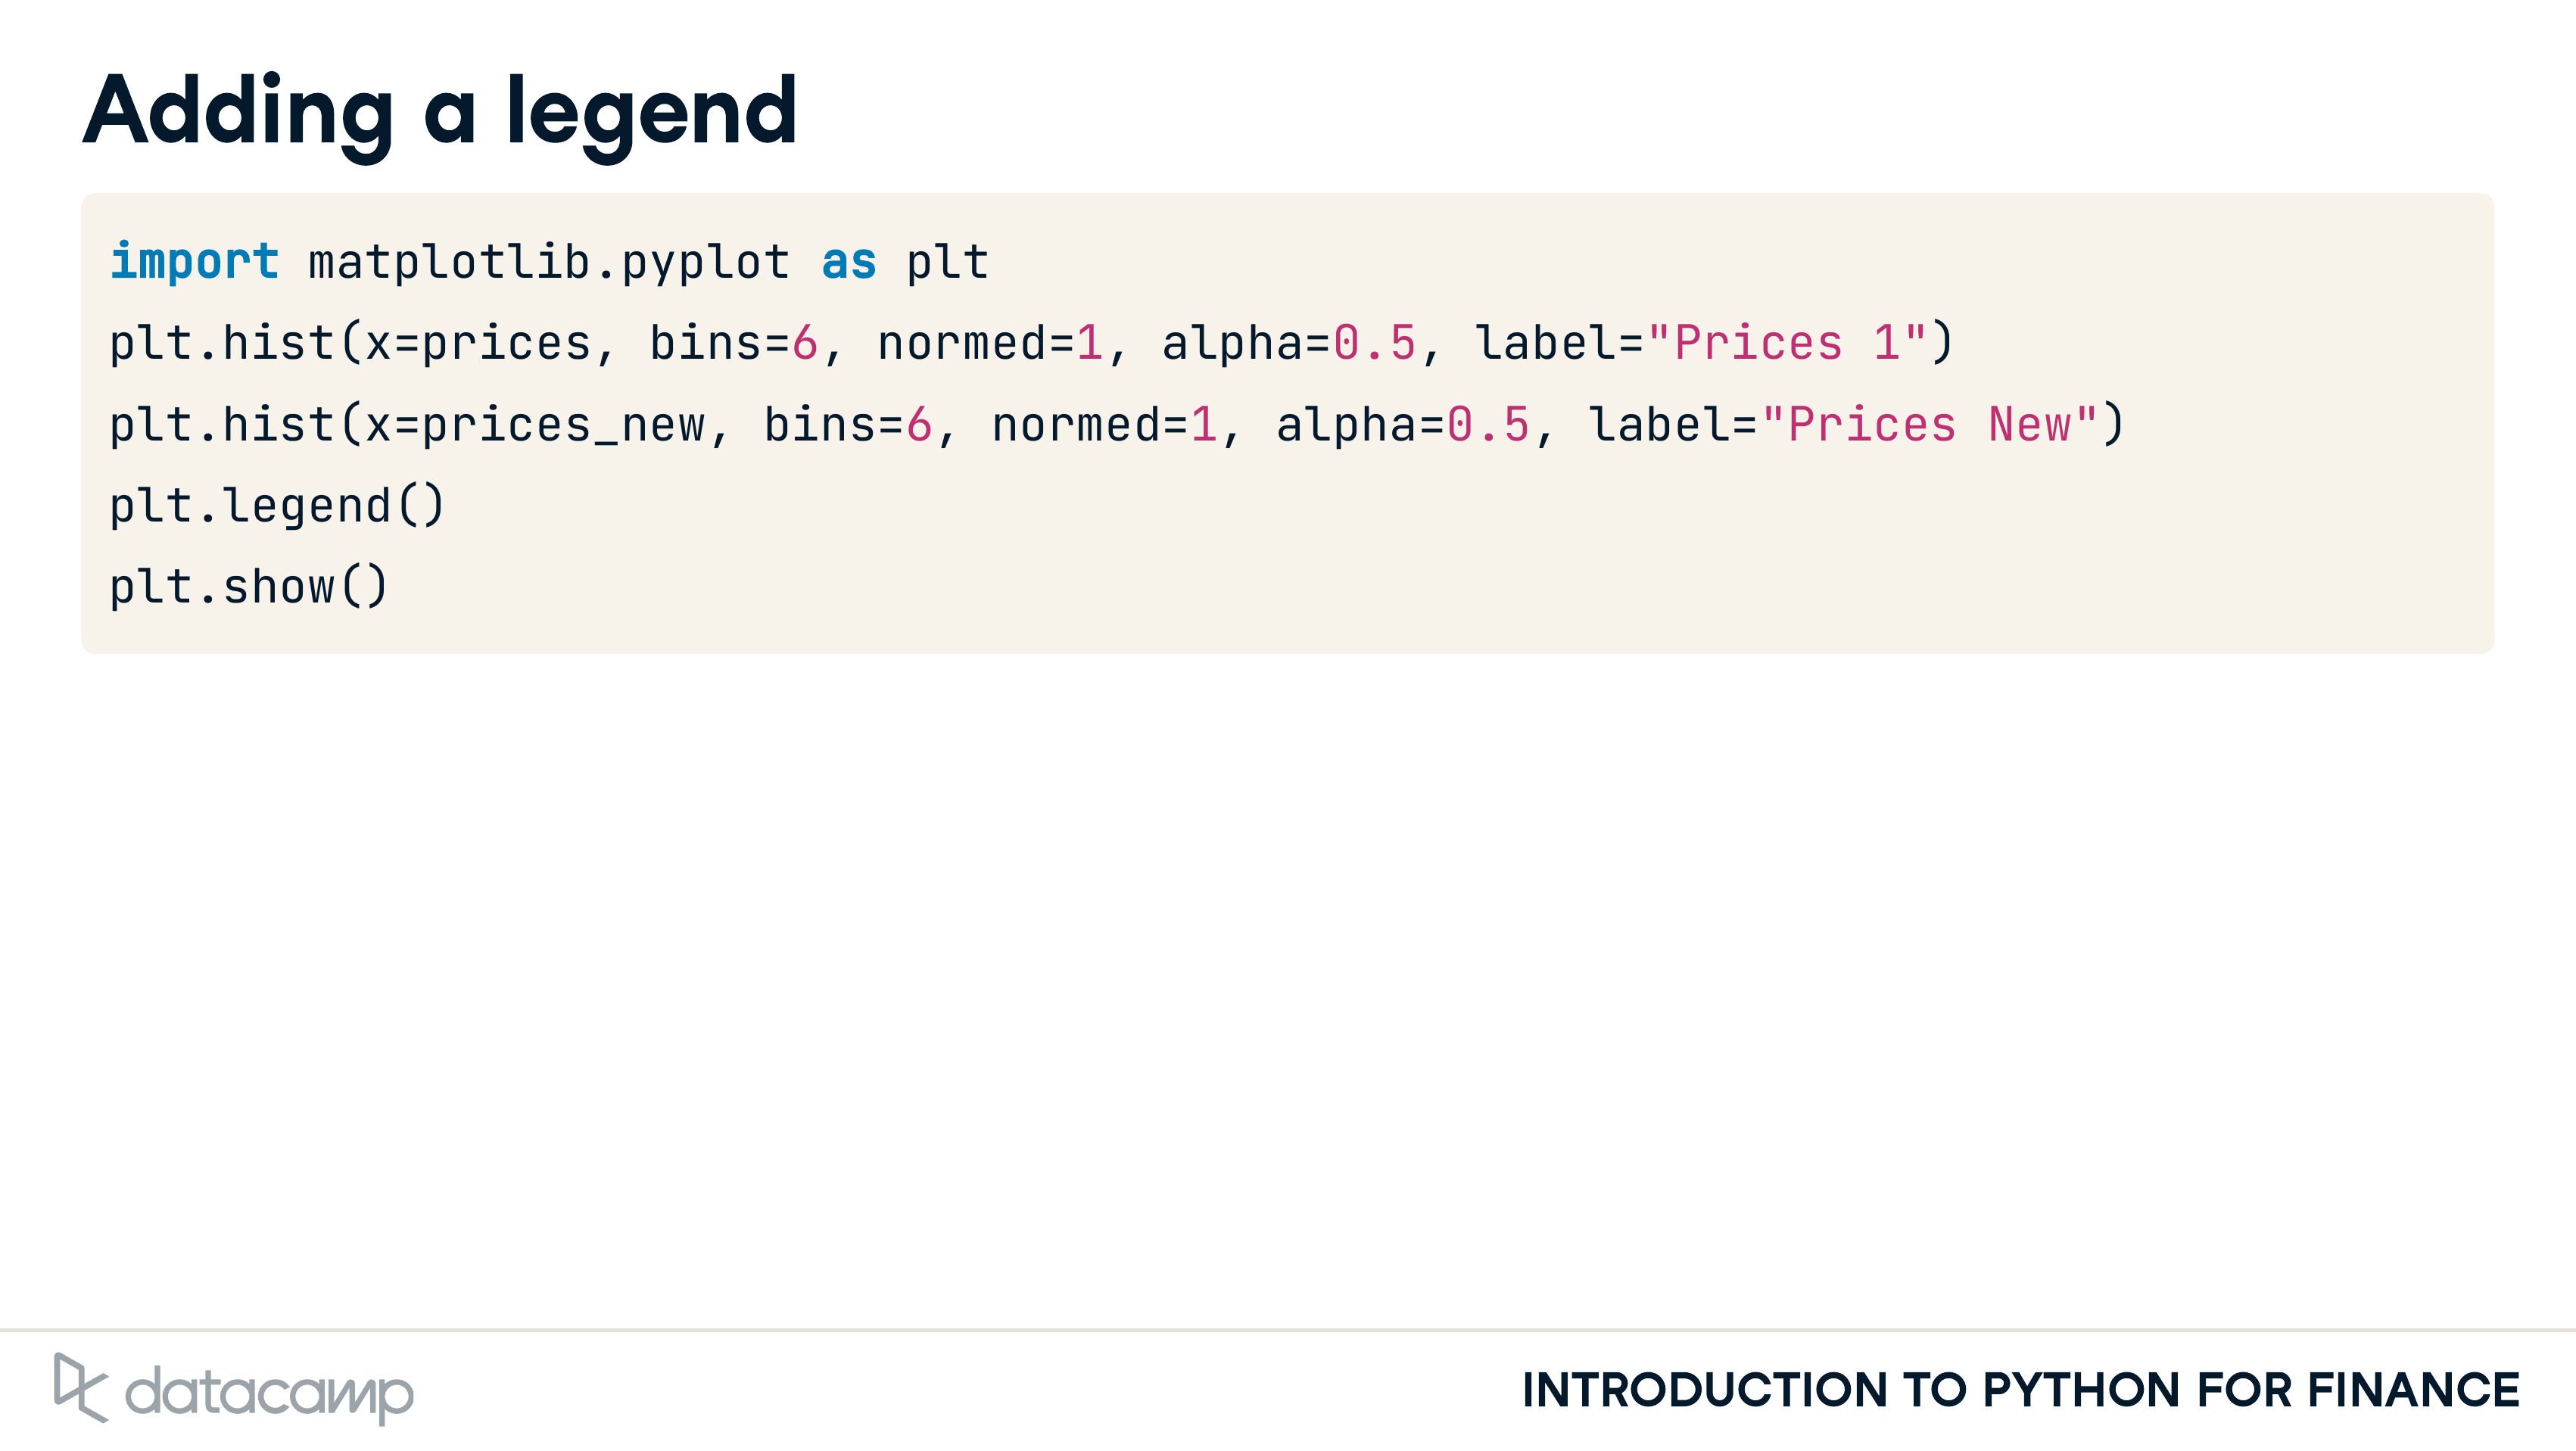 Adding a legend
import matplotlib.pyplot as plt
plt.hist(x=prices, bins=6, normed=1, alpha=0.5, label="Prices 1")
plt.hist(x=prices_new, bins=6, normed=1, alpha=0.5, label="Prices New")
plt.legend()
plt.show()
datacamp
INTRODUCTION TO PYTHON FOR FINANCE